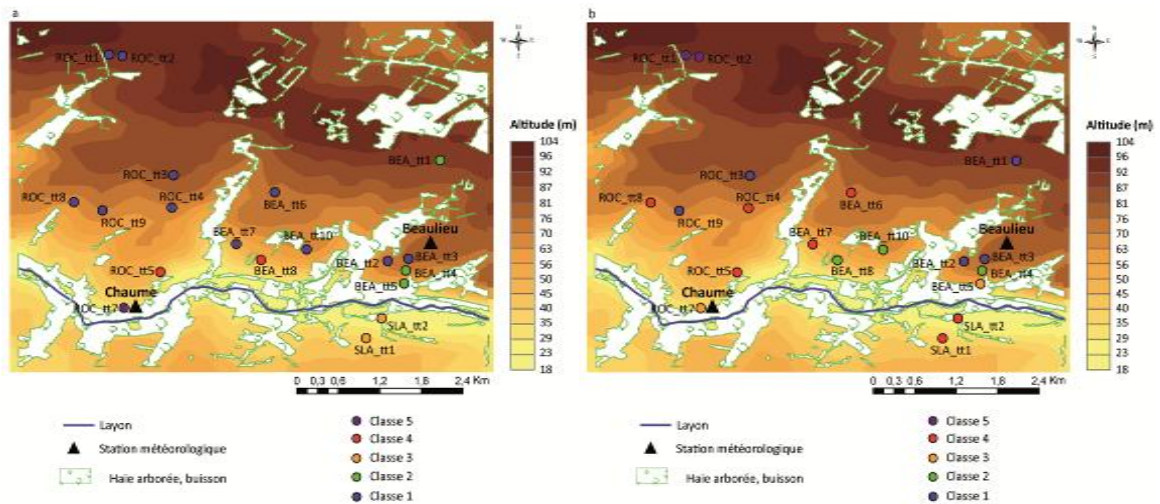 a
ROC_tt1
ROC_tt2
BEA_tt1
ROC_tt3
ROC_tt8
ROC_tt4
ROC_tt9
BEA_tt6
Beaulieu
BEA_tt7
BEA_tt10
BEA_tt8
BEA_tt2
BEA_tt3
BEA_tt4
ROC_tt5
BEA_tt5
Chaume
ROC_tt7
SLA_tt2
SLA_tt1
Altitude (m)
104
96
87
81
76
70
63
56
50
45
40
35
29
23
18
0 0,3 0,6 1,2 1,8 2,4 Km
Layon
Station météorologique
Haie arborée, buisson
Classe 5
Classe 4
Classe 3
Classe 2
Classe 1
b
ROC_tt1
ROC_tt2
BEA_tt1
ROC_tt3
ROC_tt8
ROC_tt4
ROC_tt9
BEA_tt6
Beaulieu
BEA_tt7
BEA_tt10
BEA_tt8
BEA_tt2
BEA_tt3
BEA_tt4
ROC_tt5
BEA_tt5
Chaume
ROC_tt7
SLA_tt2
SLA_tt1
Altitude (m)
104
96
87
81
76
70
63
56
50
45
40
35
29
23
18
0 0,3 0,6 1,2 1,8 2,4 Km
Layon
Station météorologique
Haie arborée, buisson
Classe 5
Classe 4
Classe 3
Classe 2
Classe 1